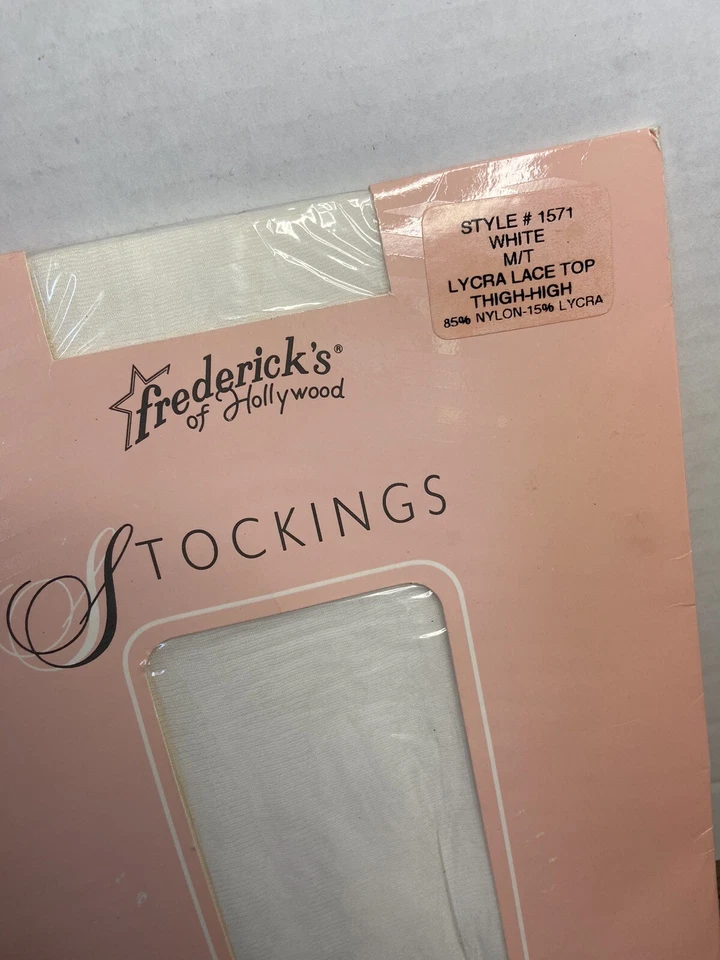 STYLE # 1571
WHITE
M/T
LYCRA LACE TOP
THIGH-HIGH
85% NYLON-15% LYCRA
frederick's®
of Hollywood
STOCKINGS